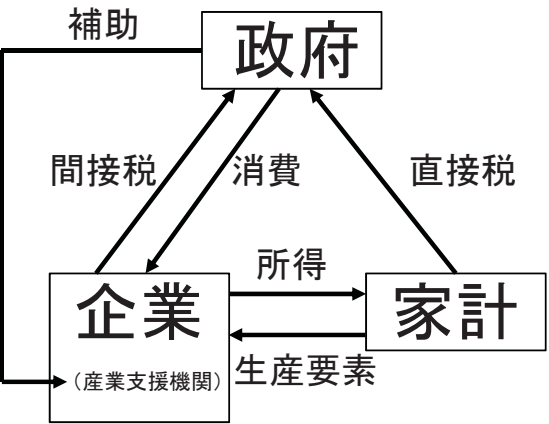 補助
政府
間接税
消費
直接税
所得
企業
家計
(産業支援機関)
生産要素